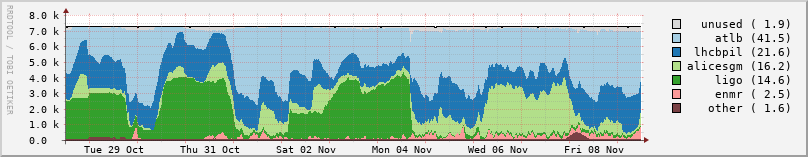 8.0 k
7.0 k
6.0 k
5.0 k
4.0 k
3.0 k
2.0 k
1.0 k
0.0
Tue 29 Oct Thu 31 Oct Sat 02 Nov Mon 04 Nov Wed 06 Nov Fri 08 Nov
unused ( 1.9)
atlb (41.5)
lhcbpil (21.6)
alicesgm (16.2)
ligo (14.6)
enmr ( 2.5)
other ( 1.6)
RRDTOOL / TOBI OETIKER